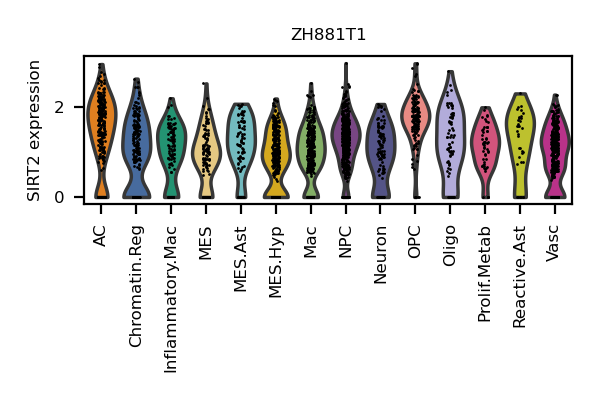 ZH881T1
SIRT2 expression
2
0
AC
Chromatin.Reg
Inflammatory.Mac
MES
MES.Ast
MES.Hyp
Mac
NPC
Neuron
OPC
Oligo
Prolif.Metab
Reactive.Ast
Vasc